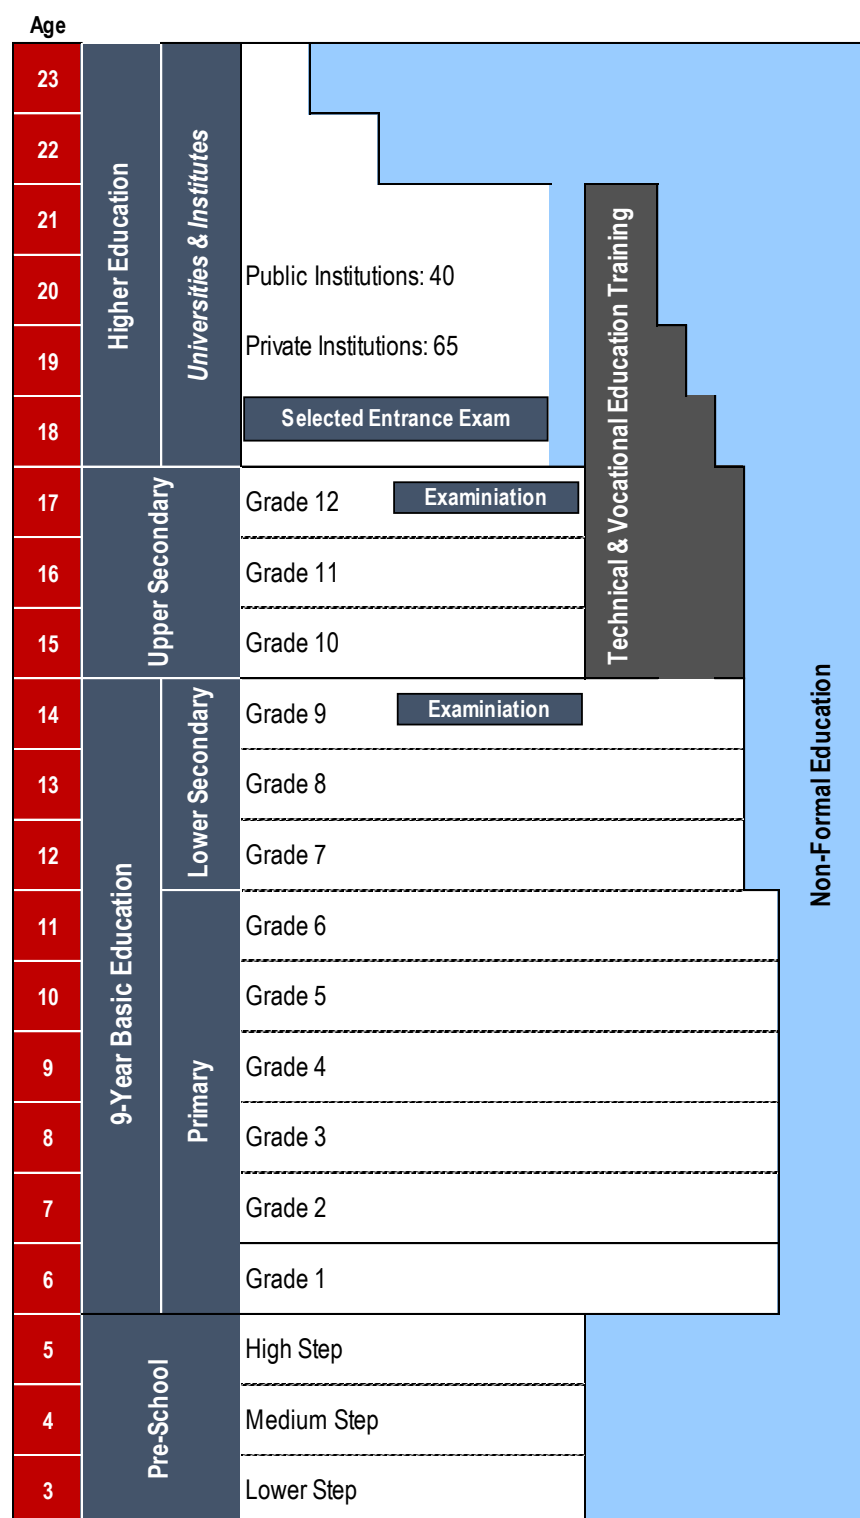 Age
23
22
21
20
19
18
17
16
15
14
13
12
11
10
9
8
7
6
5
4
3
Higher Education
Universities & Institutes
Upper Secondary
9-Year Basic Education
Lower Secondary
Primary
Pre-School
Public Institutions: 40
Private Institutions: 65
Selected Entrance Exam
Grade 12
Examiniation
Grade 11
Grade 10
Grade 9
Examiniation
Grade 8
Grade 7
Grade 6
Grade 5
Grade 4
Grade 3
Grade 2
Grade 1
High Step
Medium Step
Lower Step
Technical & Vocational Education Training
Non-Formal Education